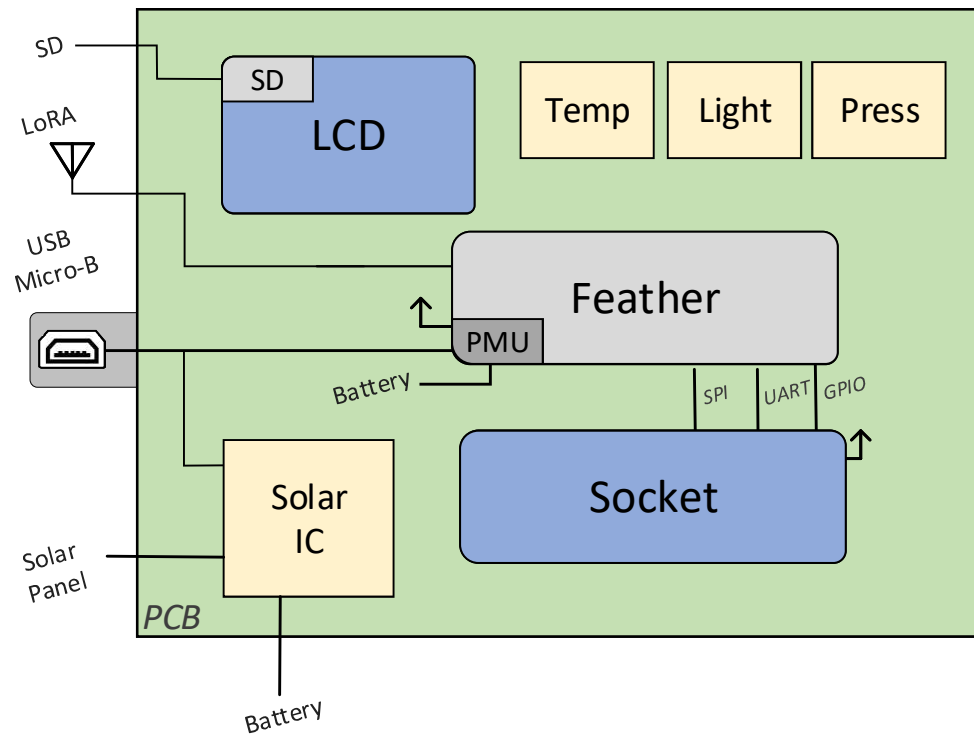 SD
SD
LCD
Temp
Light
Press
LoRA
USB
Micro-B
Feather
PMU
Battery
SPI
UART
GPIO
Solar
IC
Socket
Solar
Panel
PCB
Battery